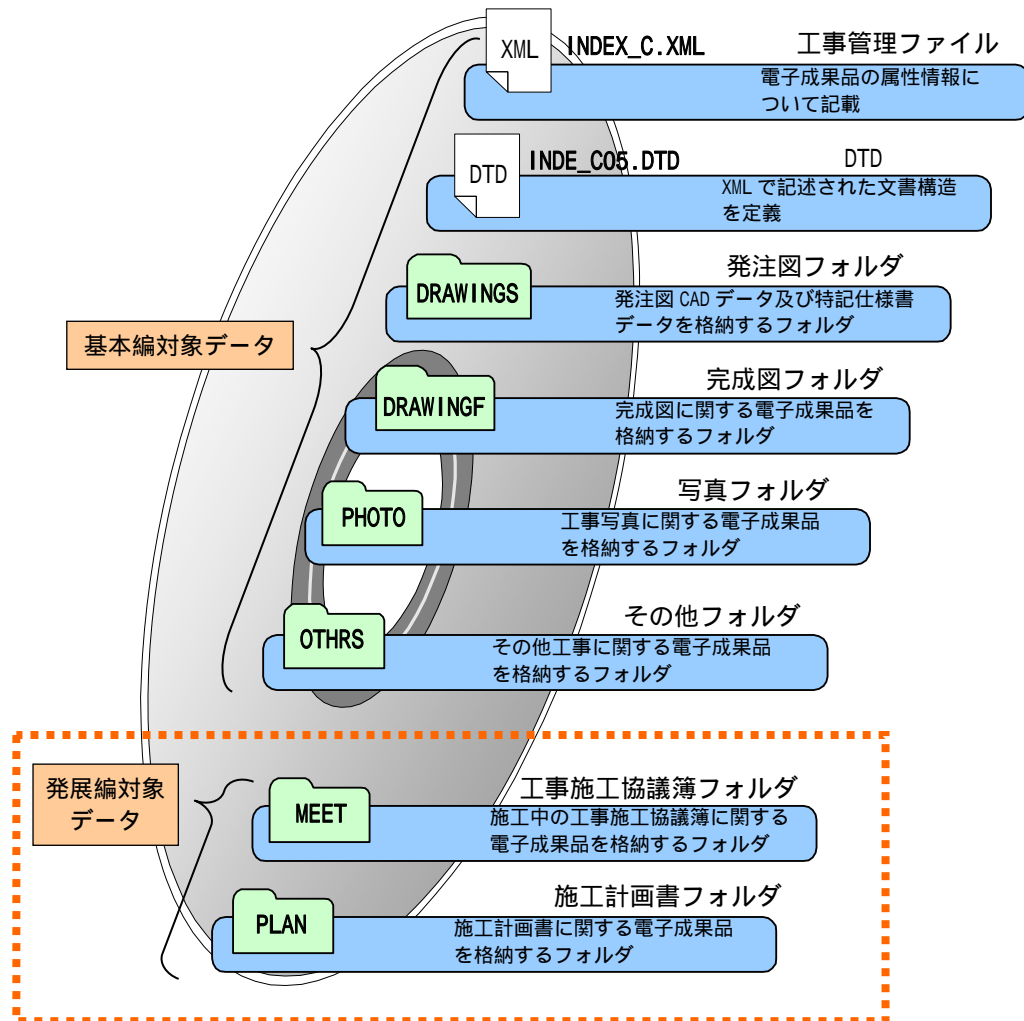 XML
INDEX_C.XML
工事管理ファイル
電子成果品の属性情報に
ついて記載
DTD
INDE_C05.DTD
DTD
XMLで記述された文書構造
を定義
DRAWINGS
発注図フォルダ
発注図CADデータ及び特記仕様書
データを格納するフォルダ
基本編対象データ
DRAWINGF
完成図フォルダ
完成図に関する電子成果品を
格納するフォルダ
PHOTO
写真フォルダ
工事写真に関する電子成果品
を格納するフォルダ
OTHRS
その他フォルダ
その他工事に関する電子成果品
を格納するフォルダ
発展編対象
データ
MEET
工事施工協議簿フォルダ
施工中の工事施工協議簿に関する
電子成果品を格納するフォルダ
PLAN
施工計画書フォルダ
施工計画書に関する電子成果品
を格納するフォルダ